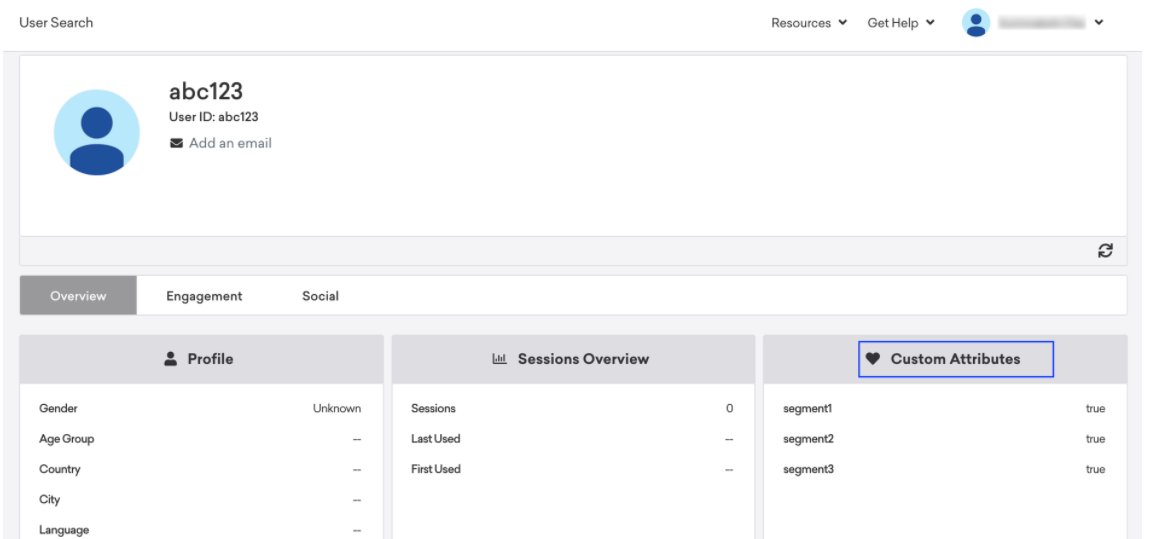 User Search
Resources
Get Help
abc123
User ID: abc123
Add an email
Overview
Engagement
Social
Profile
Gender Unknown
Age Group --
Country --
City --
Language --
Sessions Overview
Sessions 0
Last Used --
First Used --
Custom Attributes
segment1 true
segment2 true
segment3 true